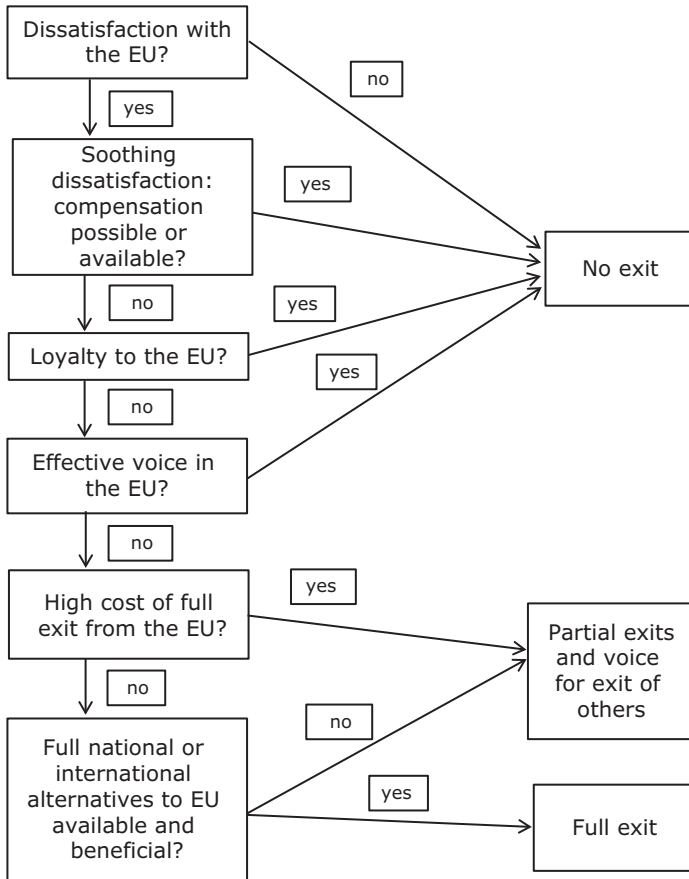 Dissatisfaction with
the EU?
no
yes
Soothing
dissatisfaction:
compensation
possible or
available?
yes
No exit
no
yes
Loyalty to the EU?
yes
no
Effective voice in
the EU?
no
yes
High cost of full
exit from the EU?
Partial exits
and voice
for exit of
others
no
no
Full national or
international
alternatives to EU
available and
beneficial?
yes
Full exit